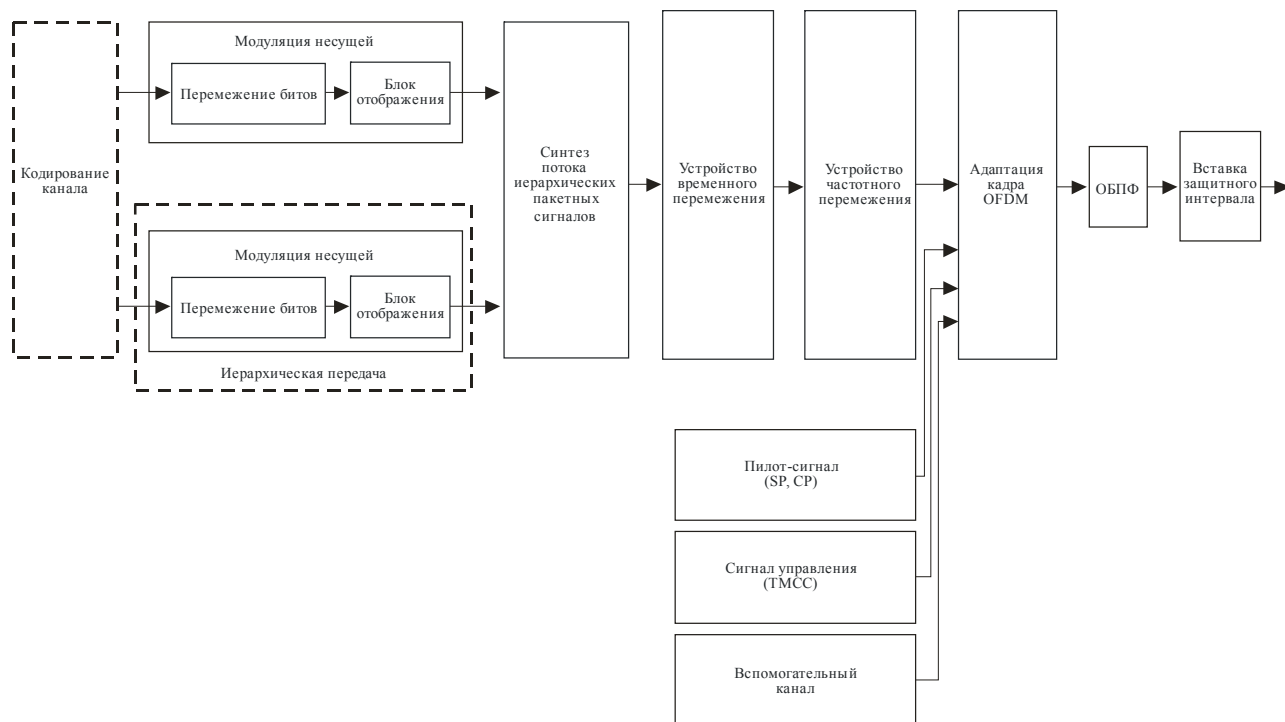 Кодирование
канала
Модуляция несущей
Перемежение битов
Блок
отображения
Модуляция несущей
Перемежение битов
Блок
отображения
Иерархическая передача
Синтез
потока
иерархических
пакетных
сигналов
Устройство
временного
перемежения
Устройство
частотного
перемежения
Адаптация
кадра
OFDM
ОБПФ
Вставка
защитного
интервала
Пилот-сигнал
(SP, CP)
Сигнал управления
(TMCC)
Вспомогательный
канал